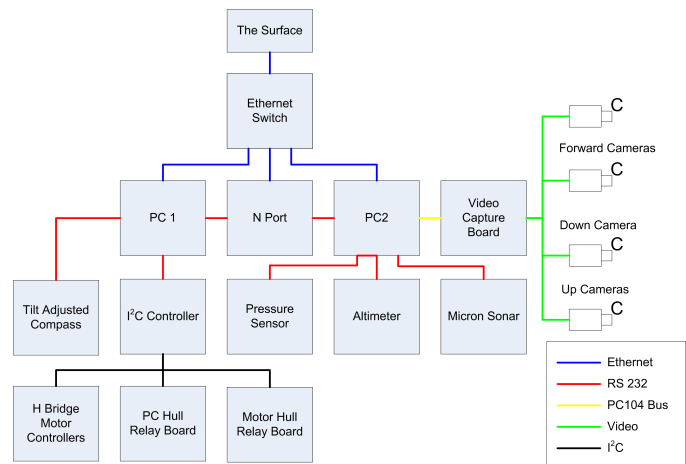 The Surface
Ethernet
Switch
C
Forward Cameras
C
PC 1
N Port
PC2
Video
Capture
Board
Down Camera
C
Up Cameras
C
Tilt Adjusted
Compass
I²C Controller
Pressure
Sensor
Altimeter
Micron Sonar
H Bridge
Motor
Controllers
PC Hull
Relay Board
Motor Hull
Relay Board
Ethernet
RS 232
PC104 Bus
Video
I²C